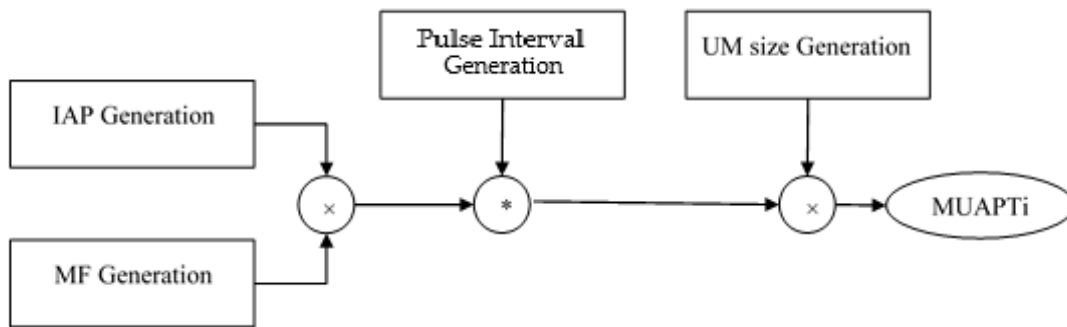 Pulse Interval
Generation
UM size Generation
IAP Generation
×
*
×
MUAPTi
MF Generation